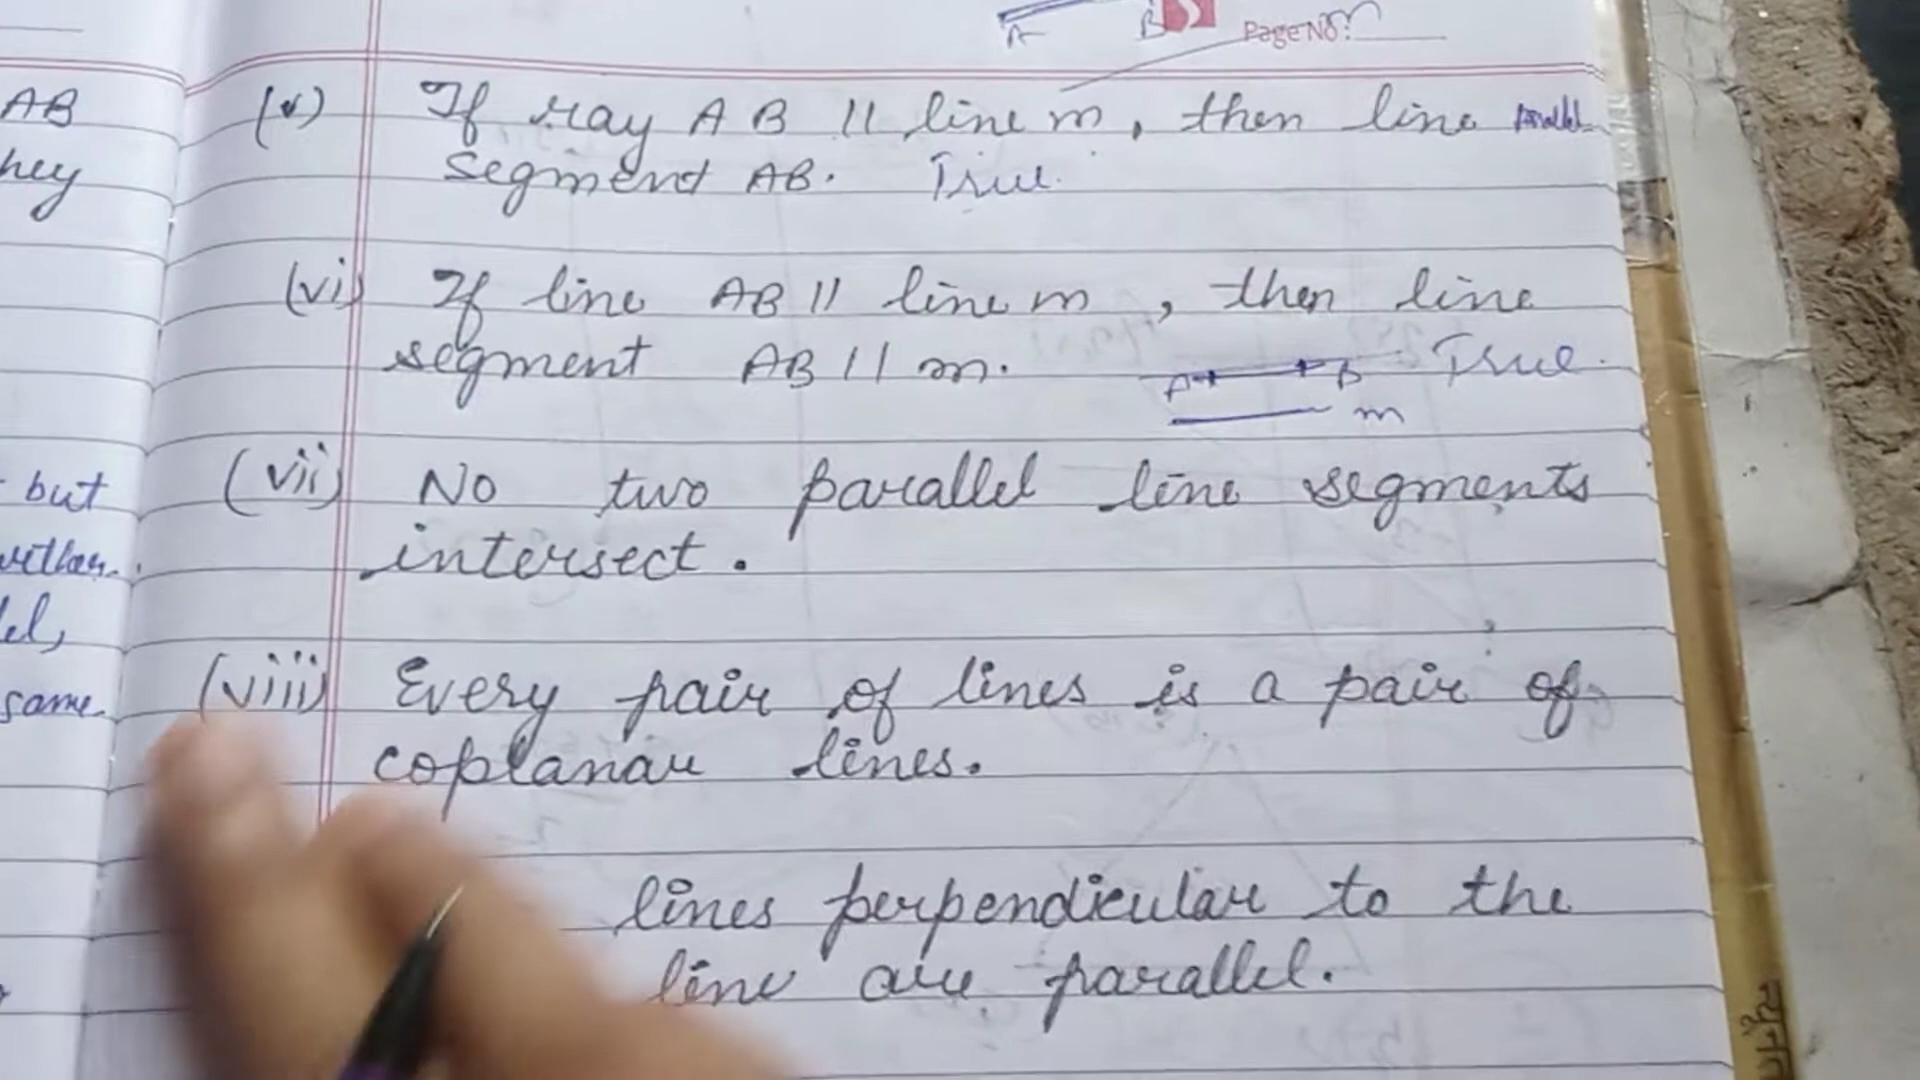 A B Page No:
m
AB
hey
but
same
(v) If ray AB || line m, then line parallel
segment AB. True.
(vi) If line AB || line m, then line
segment AB || m. True.
A B
m
(vii) No two parallel line segments
intersect.
(viii) Every pair of lines is a pair of
coplanar lines.
lines perpendicular to the
line are parallel.